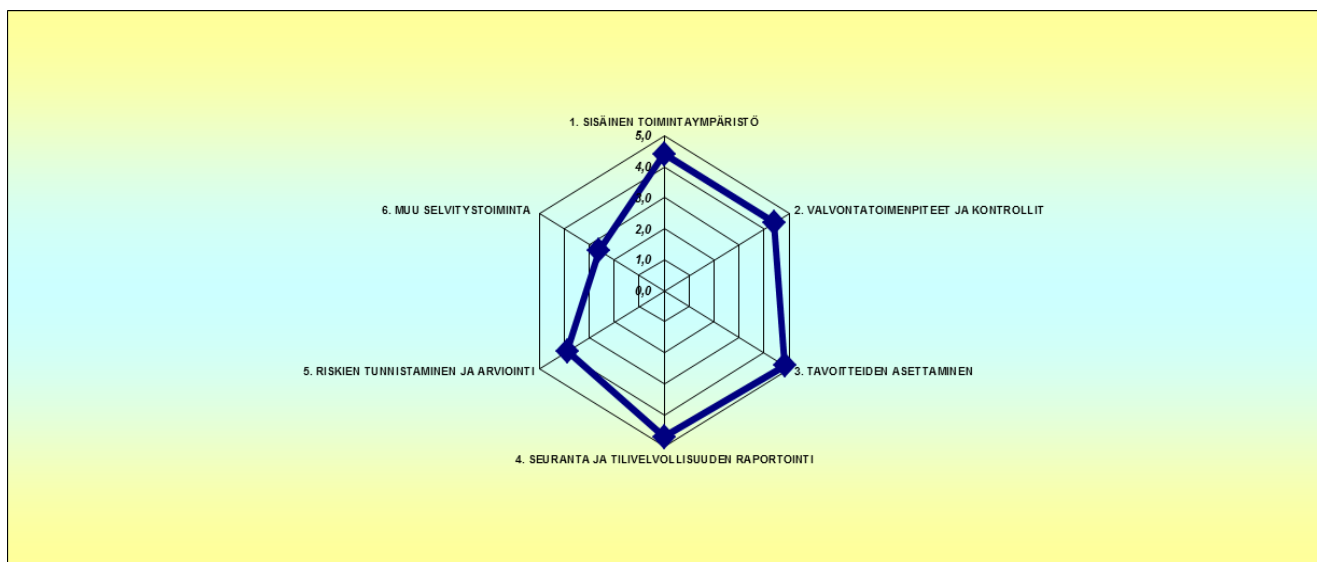 1. SISÄINEN TOIMINTAYMPÄRISTÖ
5,0
4,0
3,0
6. MUU SELVITYSTOIMINTA
2. VALVONTATOIMENPITEET JA KONTROLLIT
2,0
1,0
0,0
5. RISKIEN TUNNISTAMINEN JA ARVIOINTI
3. TAVOITTEIDEN ASETTAMINEN
4. SEURANTA JA TILIVELVOLLISUUDEN RAPORTOINTI